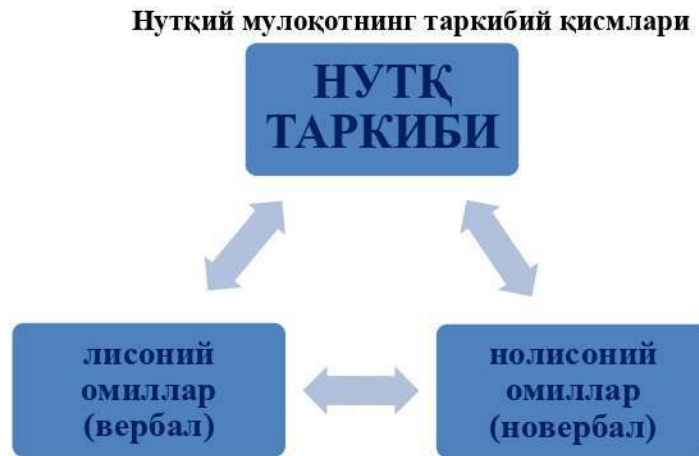 Нутқий мулоқотнинг таркибий қисмлари
НУТҚ
ТАРКИБИ
лисоний
омиллар
(вербал)
нолисоний
омиллар
(новербал)